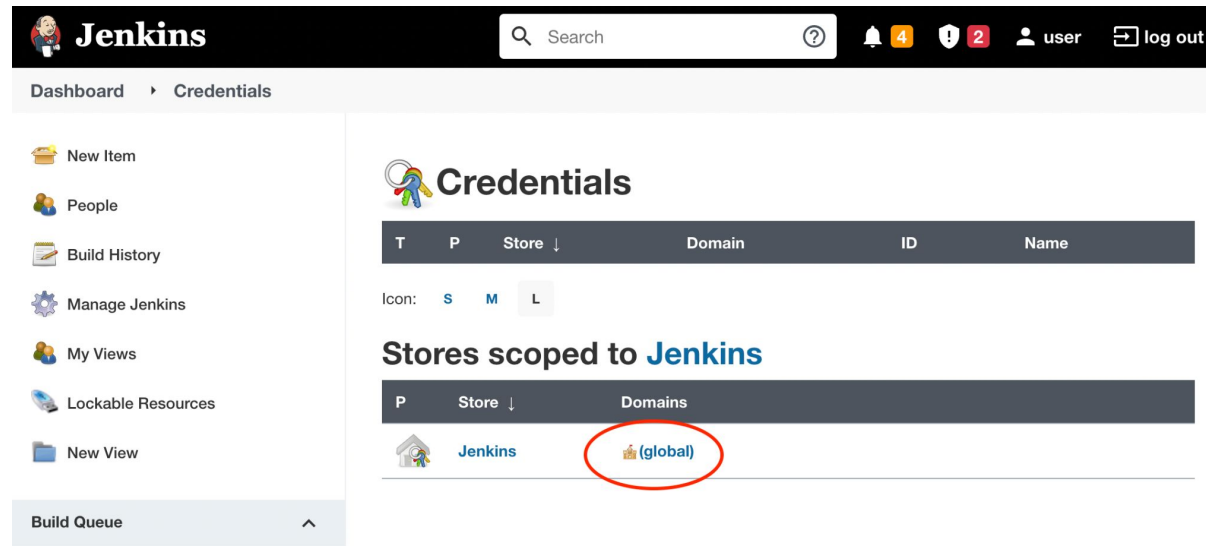 Jenkins
Search
4
2
user
log out
Dashboard
Credentials
New Item
People
Build History
Manage Jenkins
My Views
Lockable Resources
New View
Build Queue
Credentials
T P Store ↓ Domain ID Name
Icon: S M L
Stores scoped to Jenkins
P Store ↓ Domains
Jenkins (global)